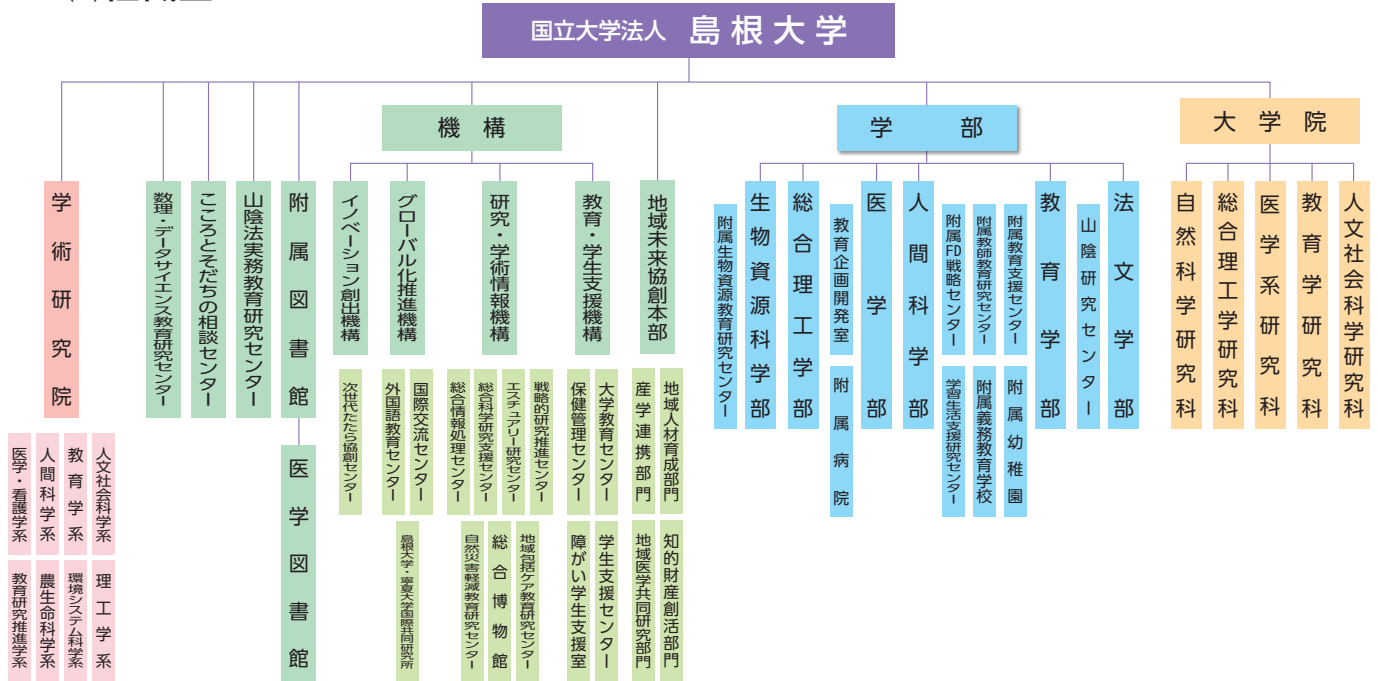 国立大学法人 島根大学
機構
学部
大学院
学術研究院
数理・データサイエンス教育研究センター
こころとそだちの相談センター
山陰法実務教育研究センター
附属図書館
イノベーション創出機構
グローバル化推進機構
研究・学術情報機構
教育・学生支援機構
地域未来協創本部
附属生物資源教育研究センター
生物資源科学部
総合理工学部
教育企画開発室
医学部
人間科学部
附属FD戦略センター
附属教師教育研究センター
附属教育支援センター
教育学部
山陰研究センター
法文学部
自然科学研究科
総合理工学研究科
医学系研究科
教育学研究科
人文社会科学研究科
次世代たたら協創センター
外国語教育センター
国際交流センター
総合情報処理センター
総合科学研究支援センター
エスチュアリー研究センター
戦略的研究推進センター
保健管理センター
大学教育センター
産学連携部門
地域人材育成部門
附属病院
学習生活支援研究センター
附属義務教育学校
附属幼稚園
医学・看護学系
人間科学系
教育学系
人文社会科学系
医学図書館
島根大学・寧夏大学国際共同研究所
自然災害軽減教育研究センター
総合博物館
地域包括ケア教育研究センター
障がい学生支援室
学生支援センター
地域医学共同研究部門
知的財産創活部門
教育研究推進学系
農生命科学系
環境システム科学系
理工学系